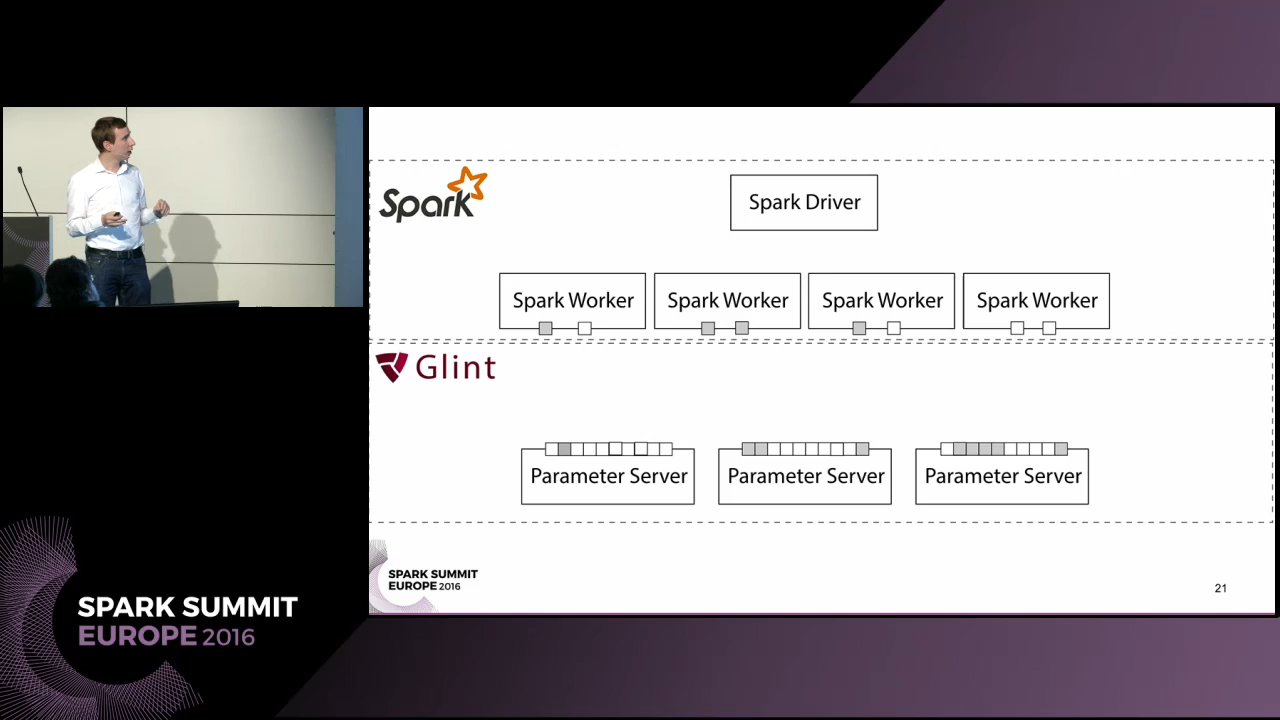 Spark
Spark Driver
Spark Worker
Spark Worker
Spark Worker
Spark Worker
Glint
Parameter Server
Parameter Server
Parameter Server
SPARK SUMMIT
EUROPE 2016
21
SPARK SUMMIT
EUROPE 2016